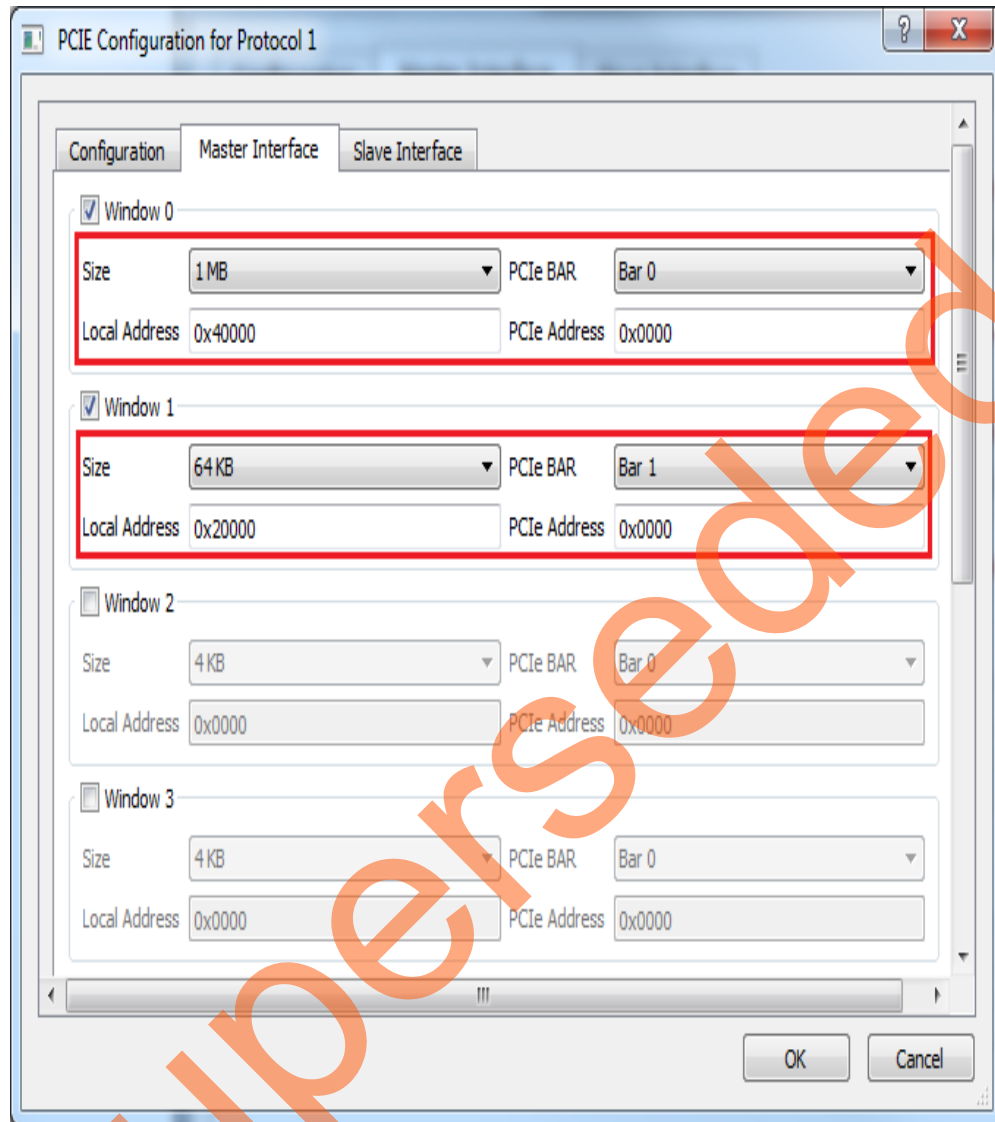 PCIE Configuration for Protocol 1
Configuration Master Interface Slave Interface
Window 0
Size 1 MB PCIe BAR Bar 0
Local Address 0x40000 PCIe Address 0x0000
Window 1
Size 64 KB PCIe BAR Bar 1
Local Address 0x20000 PCIe Address 0x0000
Window 2
Size 4 KB PCIe BAR Bar 0
Local Address 0x0000 PCIe Address 0x0000
Window 3
Size 4 KB PCIe BAR Bar 0
Local Address 0x0000 PCIe Address 0x0000
OK Cancel
uperseded